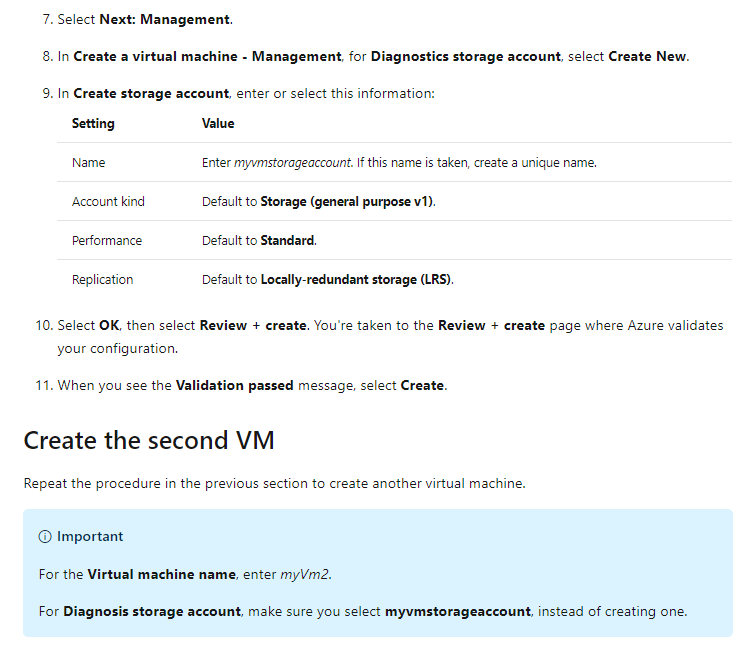 7. Select Next: Management.
8. In Create a virtual machine - Management, for Diagnostics storage account, select Create New.
9. In Create storage account, enter or select this information:
Setting Value
Name Enter myvmstorageaccount. If this name is taken, create a unique name.
Account kind Default to Storage (general purpose v1).
Performance Default to Standard.
Replication Default to Locally-redundant storage (LRS).
10. Select OK, then select Review + create. You're taken to the Review + create page where Azure validates
your configuration.
11. When you see the Validation passed message, select Create.
Create the second VM
Repeat the procedure in the previous section to create another virtual machine.
Important
For the Virtual machine name, enter myVm2.
For Diagnosis storage account, make sure you select myvmstorageaccount, instead of creating one.